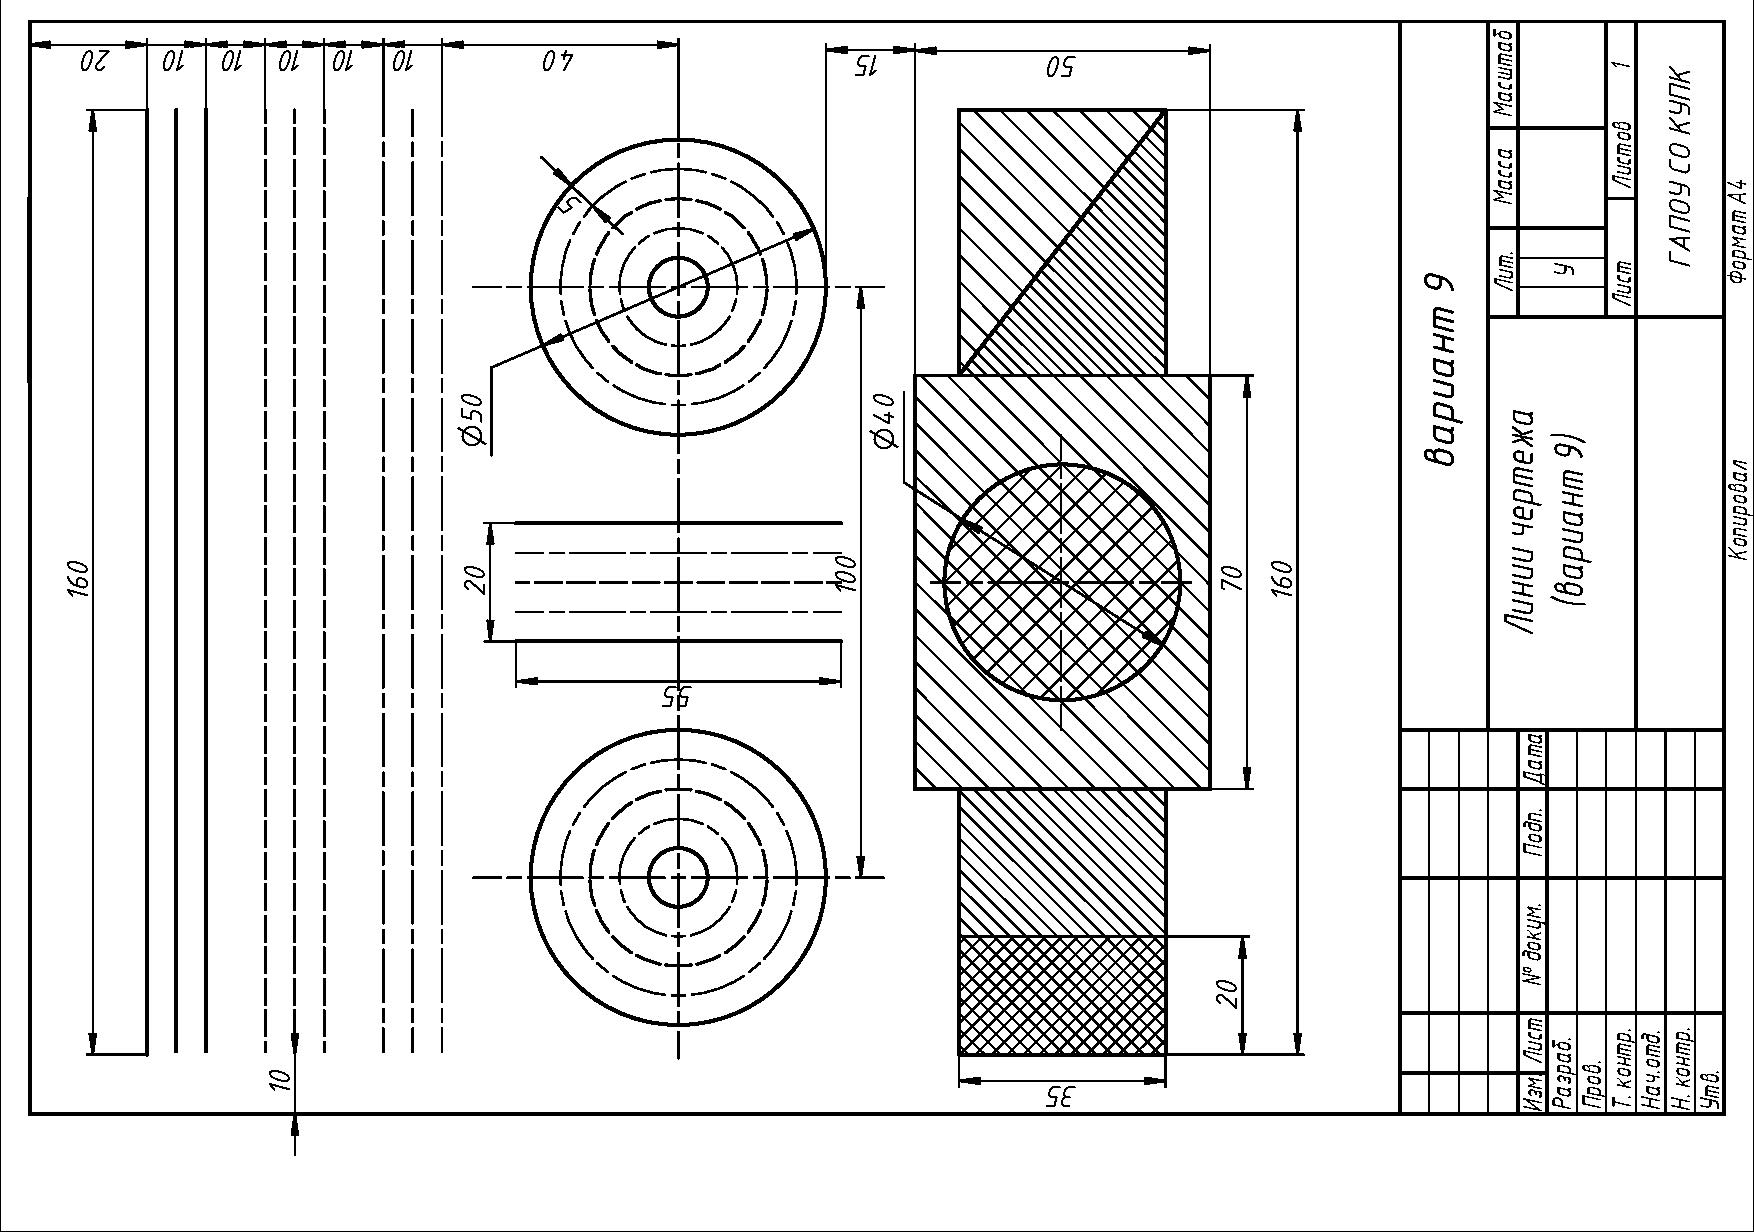 20
10
10
10
10
10
40
160
10
5
Ø50
20
55
100
15
50
Ø40
70
160
20
35
вариант 9
Изм.
Лист
№ докум.
Подп.
Дата
Разраб.
Пров.
Т. контр.
Нач.отд.
Н. контр.
Утв.
Линии чертежа
(вариант 9)
Лит.
Масса
Масштаб
У
Лист
Листов 1
ГАПОУ СО КУПК
Копировал
Формат А4